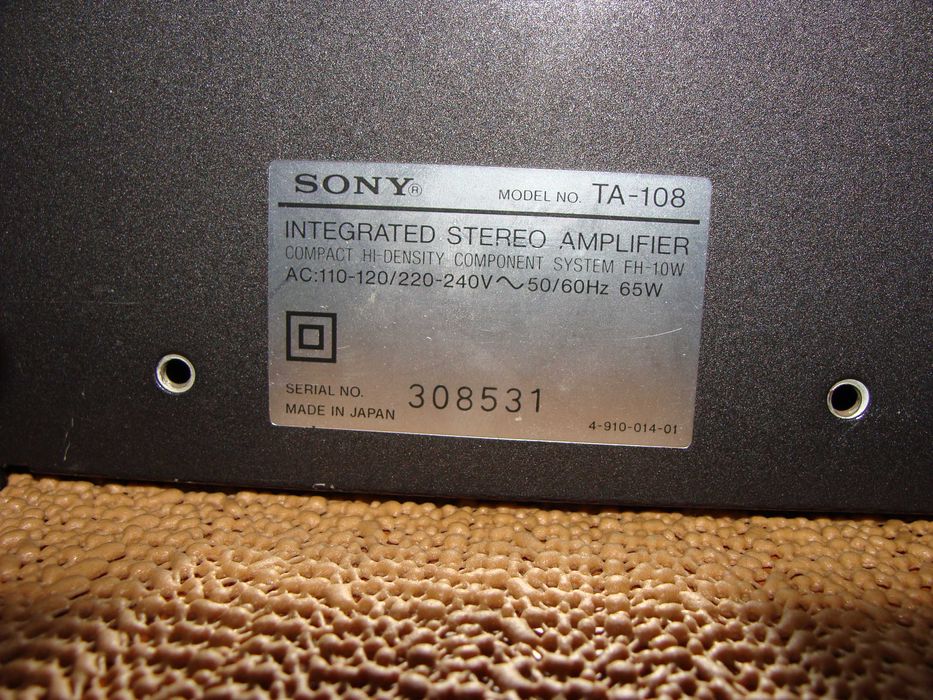 SONY®
MODEL NO. TA-108
INTEGRATED STEREO AMPLIFIER
COMPACT HI-DENSITY COMPONENT SYSTEM FH-10W
AC:110-120/220-240V～50/60Hz 65W
SERIAL NO. 308531
MADE IN JAPAN
4-910-014-01